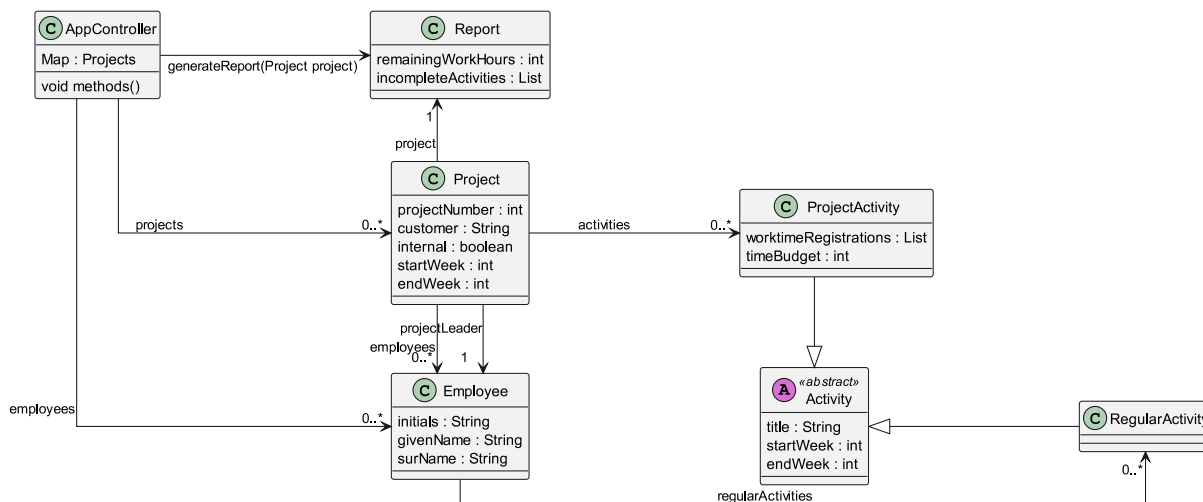 C AppController
Map : Projects
void methods()
C Report
remainingWorkHours : int
incompleteActivities : List
generateReport(Project project)
1
project
C Project
projectNumber : int
customer : String
internal : boolean
startWeek : int
endWeek : int
projects
0..*
activities
0..*
C ProjectActivity
worktimeRegistrations : List
timeBudget : int
projectLeader
employees
0..*
1
C Employee
initials : String
givenName : String
surName : String
employees
0..*
A «abstract»
Activity
title : String
startWeek : int
endWeek : int
C RegularActivity
0..*
regularActivities